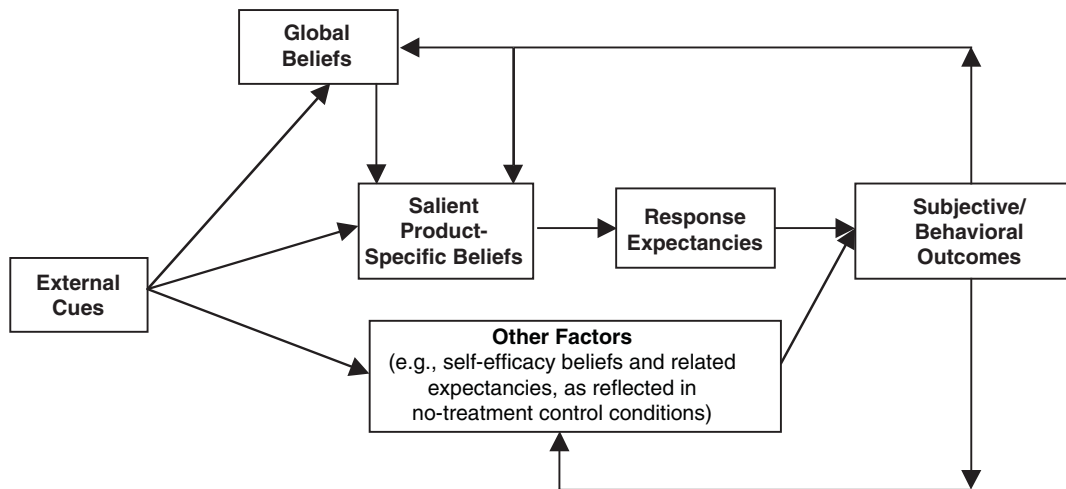 Global
Beliefs
Salient
Product-
Specific Beliefs
Response
Expectancies
Subjective/
Behavioral
Outcomes
External
Cues
Other Factors
(e.g., self-efficacy beliefs and related
expectancies, as reflected in
no-treatment control conditions)